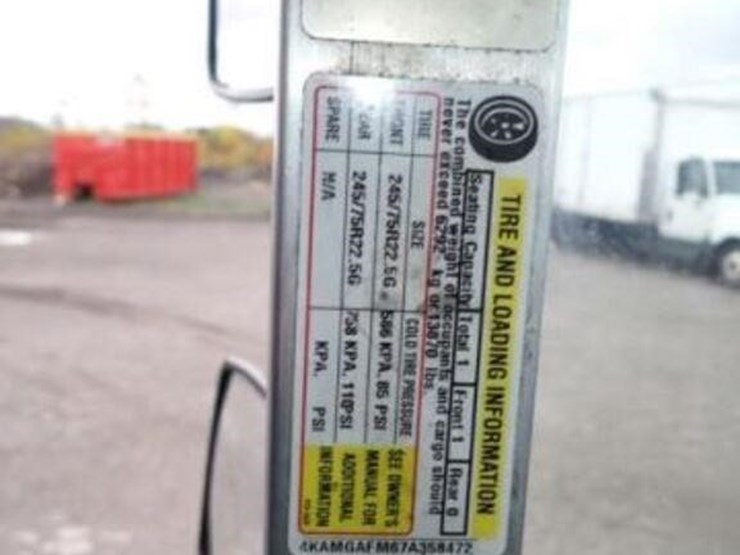 TIRE AND LOADING INFORMATION
Seating Capacity Total 1 Front 1 Rear 0
The combined weight of occupants and cargo should
never exceed 6292 kg or 13870 lbs.
TIRE SIZE COLD TIRE PRESSURE
FRONT 245/75R22.5G 586 KPA, 85 PSI
REAR 245/75R22.5G 758 KPA, 110PSI
SPARE N/A KPA, PSI
SEE OWNER'S
MANUAL FOR
ADDITIONAL
INFORMATION
4KAMGAFM67A358472